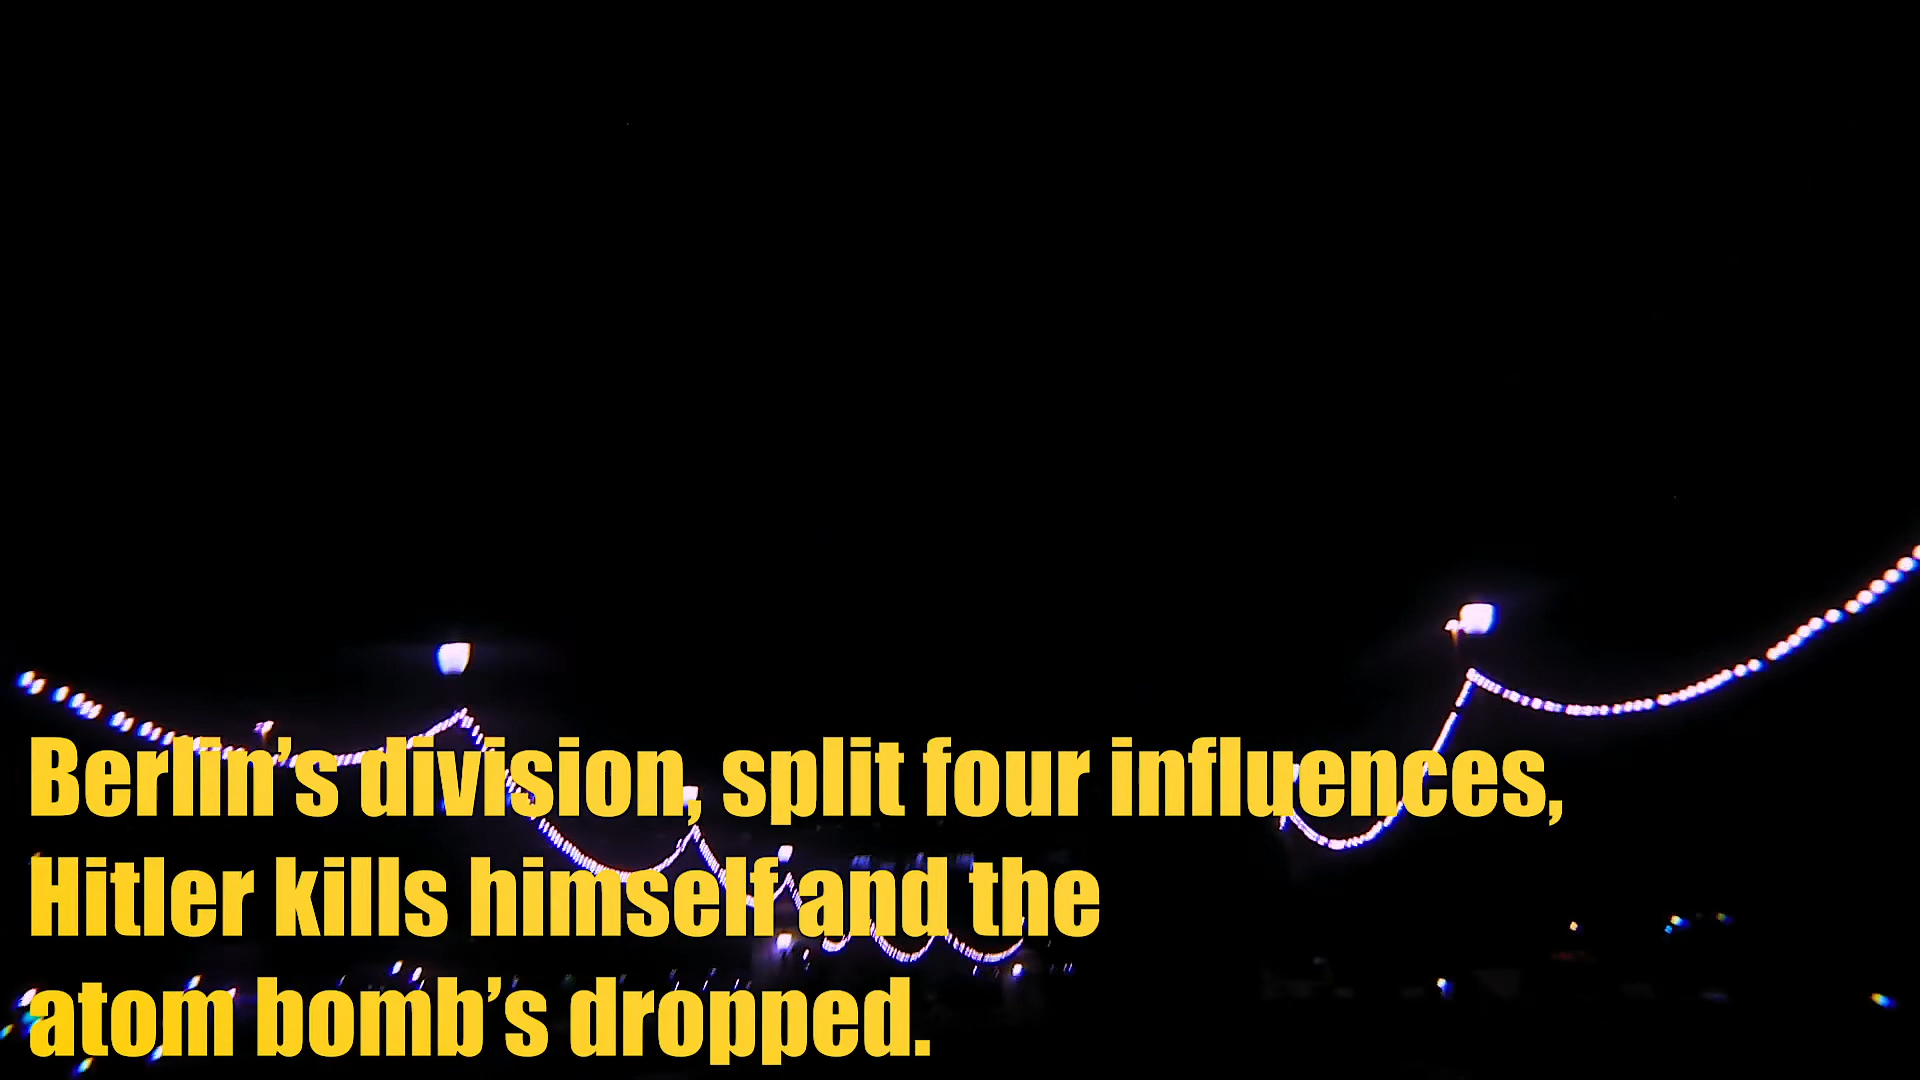 Berlin’s division, split four influences,
Hitler kills himself and the
atom bomb’s dropped.